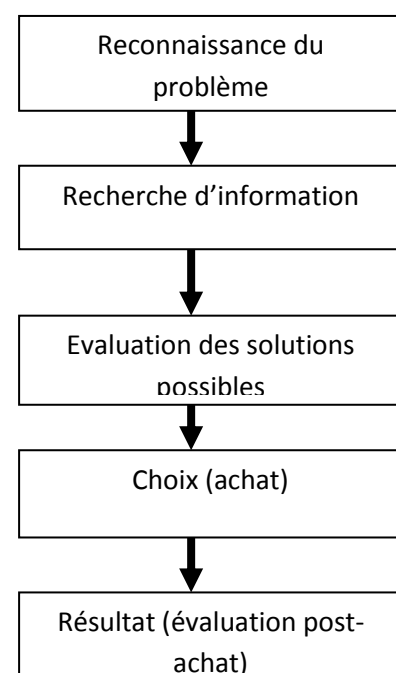 Reconnaissance du
problème
Recherche d’information
Evaluation des solutions
possibles
Choix (achat)
Résultat (évaluation post-
achat)